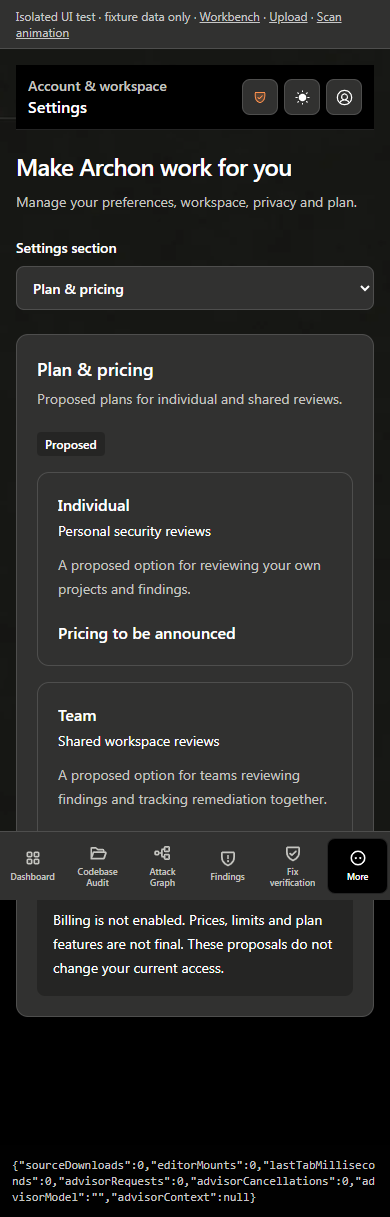 Isolated UI test · fixture data only · Workbench · Upload · Scan
animation
Account & workspace
Settings
Make Archon work for you
Manage your preferences, workspace, privacy and plan.
Settings section
Plan & pricing
Plan & pricing
Proposed plans for individual and shared reviews.
Proposed
Individual
Personal security reviews
A proposed option for reviewing your own
projects and findings.
Pricing to be announced
Team
Shared workspace reviews
A proposed option for teams reviewing
findings and tracking remediation together.
Dashboard
Codebase
Audit
Attack
Graph
Findings
Fix
verification
More
Billing is not enabled. Prices, limits and plan
features are not final. These proposals do not
change your current access.
{"sourceDownloads":0,"editorMounts":0,"lastTabMilliseco
nds":0,"advisorRequests":0,"advisorCancellations":0,"ad
visorModel":"","advisorContext":null}